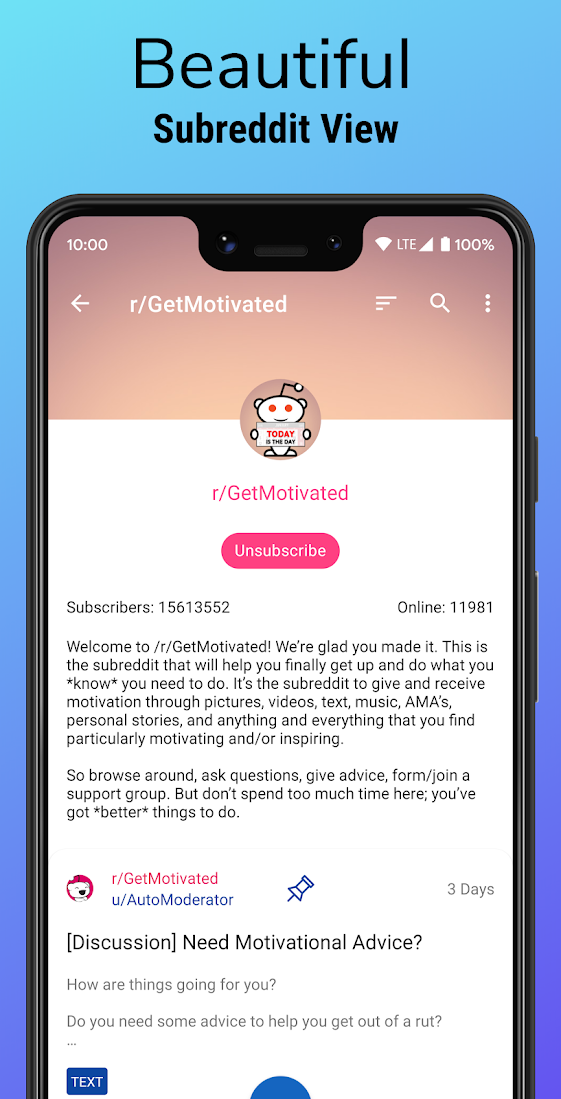 Beautiful
Subreddit View
10:00
LTE 100%
r/GetMotivated
TODAY
IS THE DAY
r/GetMotivated
Unsubscribe
Subscribers: 15613552 Online: 11981
Welcome to /r/GetMotivated! We’re glad you made it. This is
the subreddit that will help you finally get up and do what you
*know* you need to do. It’s the subreddit to give and receive
motivation through pictures, videos, text, music, AMA’s,
personal stories, and anything and everything that you find
particularly motivating and/or inspiring.
So browse around, ask questions, give advice, form/join a
support group. But don’t spend too much time here; you’ve
got *better* things to do.
r/GetMotivated
u/AutoModerator
3 Days
[Discussion] Need Motivational Advice?
How are things going for you?
Do you need some advice to help you get out of a rut?
...
TEXT